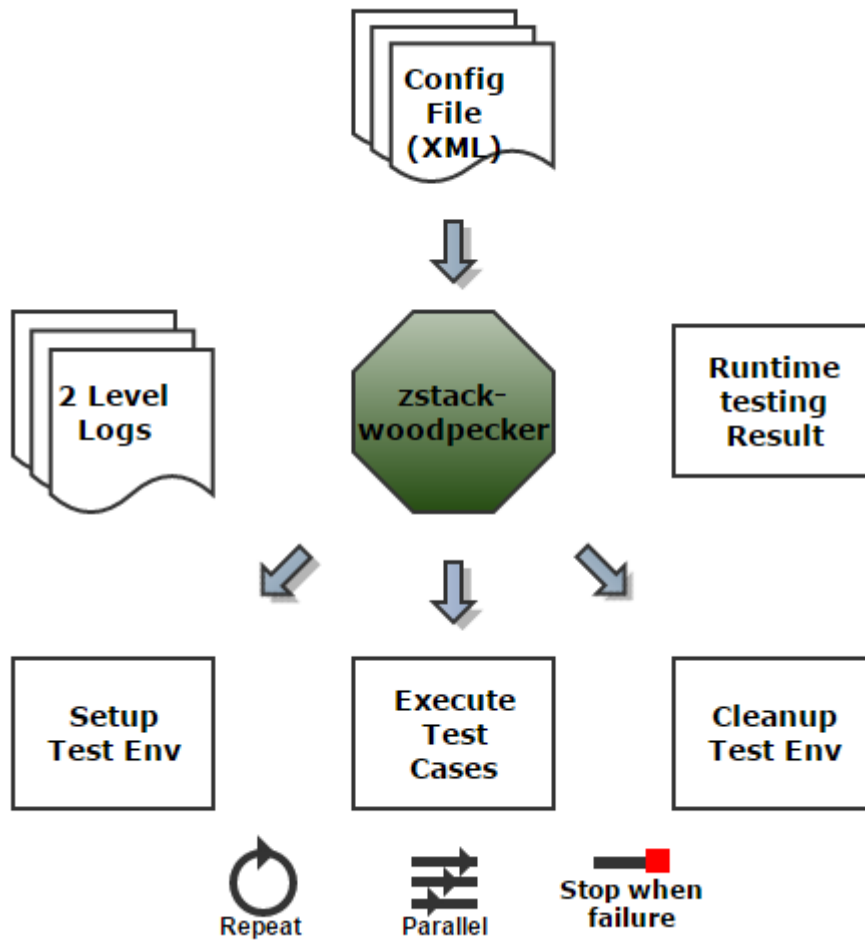 Config
File
(XML)
2 Level
Logs
zstack-
woodpecker
Runtime
testing
Result
Setup
Test Env
Execute
Test
Cases
Cleanup
Test Env
Repeat
Parallel
Stop when
failure